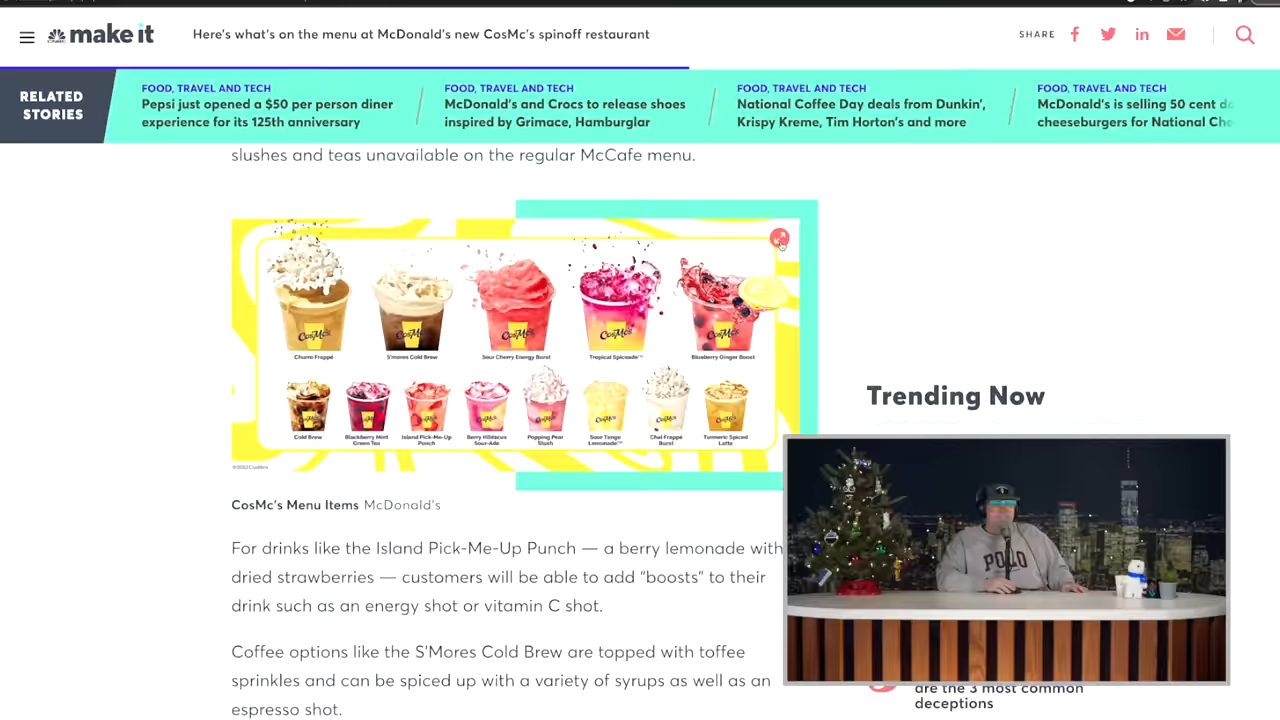 CNBC make it
Here's what's on the menu at McDonald's new CosMc's spinoff restaurant
SHARE
RELATED STORIES
FOOD, TRAVEL AND TECH
Pepsi just opened a $50 per person diner
experience for its 125th anniversary
FOOD, TRAVEL AND TECH
McDonald's and Crocs to release shoes
inspired by Grimace, Hamburglar
FOOD, TRAVEL AND TECH
National Coffee Day deals from Dunkin',
Krispy Kreme, Tim Horton's and more
FOOD, TRAVEL AND TECH
McDonald's is selling 50 cent
cheeseburgers for National
slushes and teas unavailable on the regular McCafe menu.
CosMc's
CosMc's
CosMc's
CosMc's
CosMc's
Churro Frappé
S'mores Cold Brew
Sour Cherry Energy Burst
Tropical Spiceade™
Blueberry Ginger Boost
Cold Brew
Blackberry Mint
Green Tea
Island Pick-Me-Up
Punch
Berry Hibiscus
Sour-Ade
Popping Pear
Slush
Sour Tango
Lemonade™
Chai Frappé
Burst
Turmeric Spiced
Latte
©2023 CosMcs
CosMc's Menu Items McDonald's
Trending Now
For drinks like the Island Pick-Me-Up Punch — a berry lemonade with
dried strawberries — customers will be able to add "boosts" to their
drink such as an energy shot or vitamin C shot.
Coffee options like the S'Mores Cold Brew are topped with toffee
sprinkles and can be spiced up with a variety of syrups as well as an
espresso shot.
POLO
are the 3 most common
deceptions